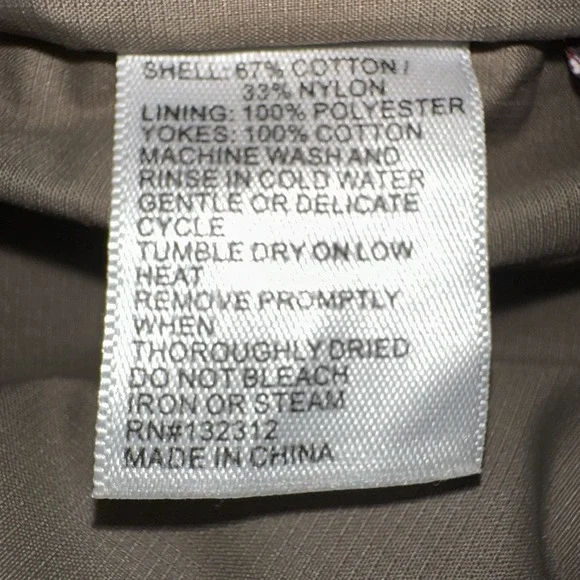 SHELL: 67% COTTON /
33% NYLON
LINING: 100% POLYESTER
YOKES: 100% COTTON
MACHINE WASH AND
RINSE IN COLD WATER
GENTLE OR DELICATE
CYCLE
TUMBLE DRY ON LOW
HEAT
REMOVE PROMPTLY
WHEN
THOROUGHLY DRIED
DO NOT BLEACH
IRON OR STEAM
RN#132312
MADE IN CHINA